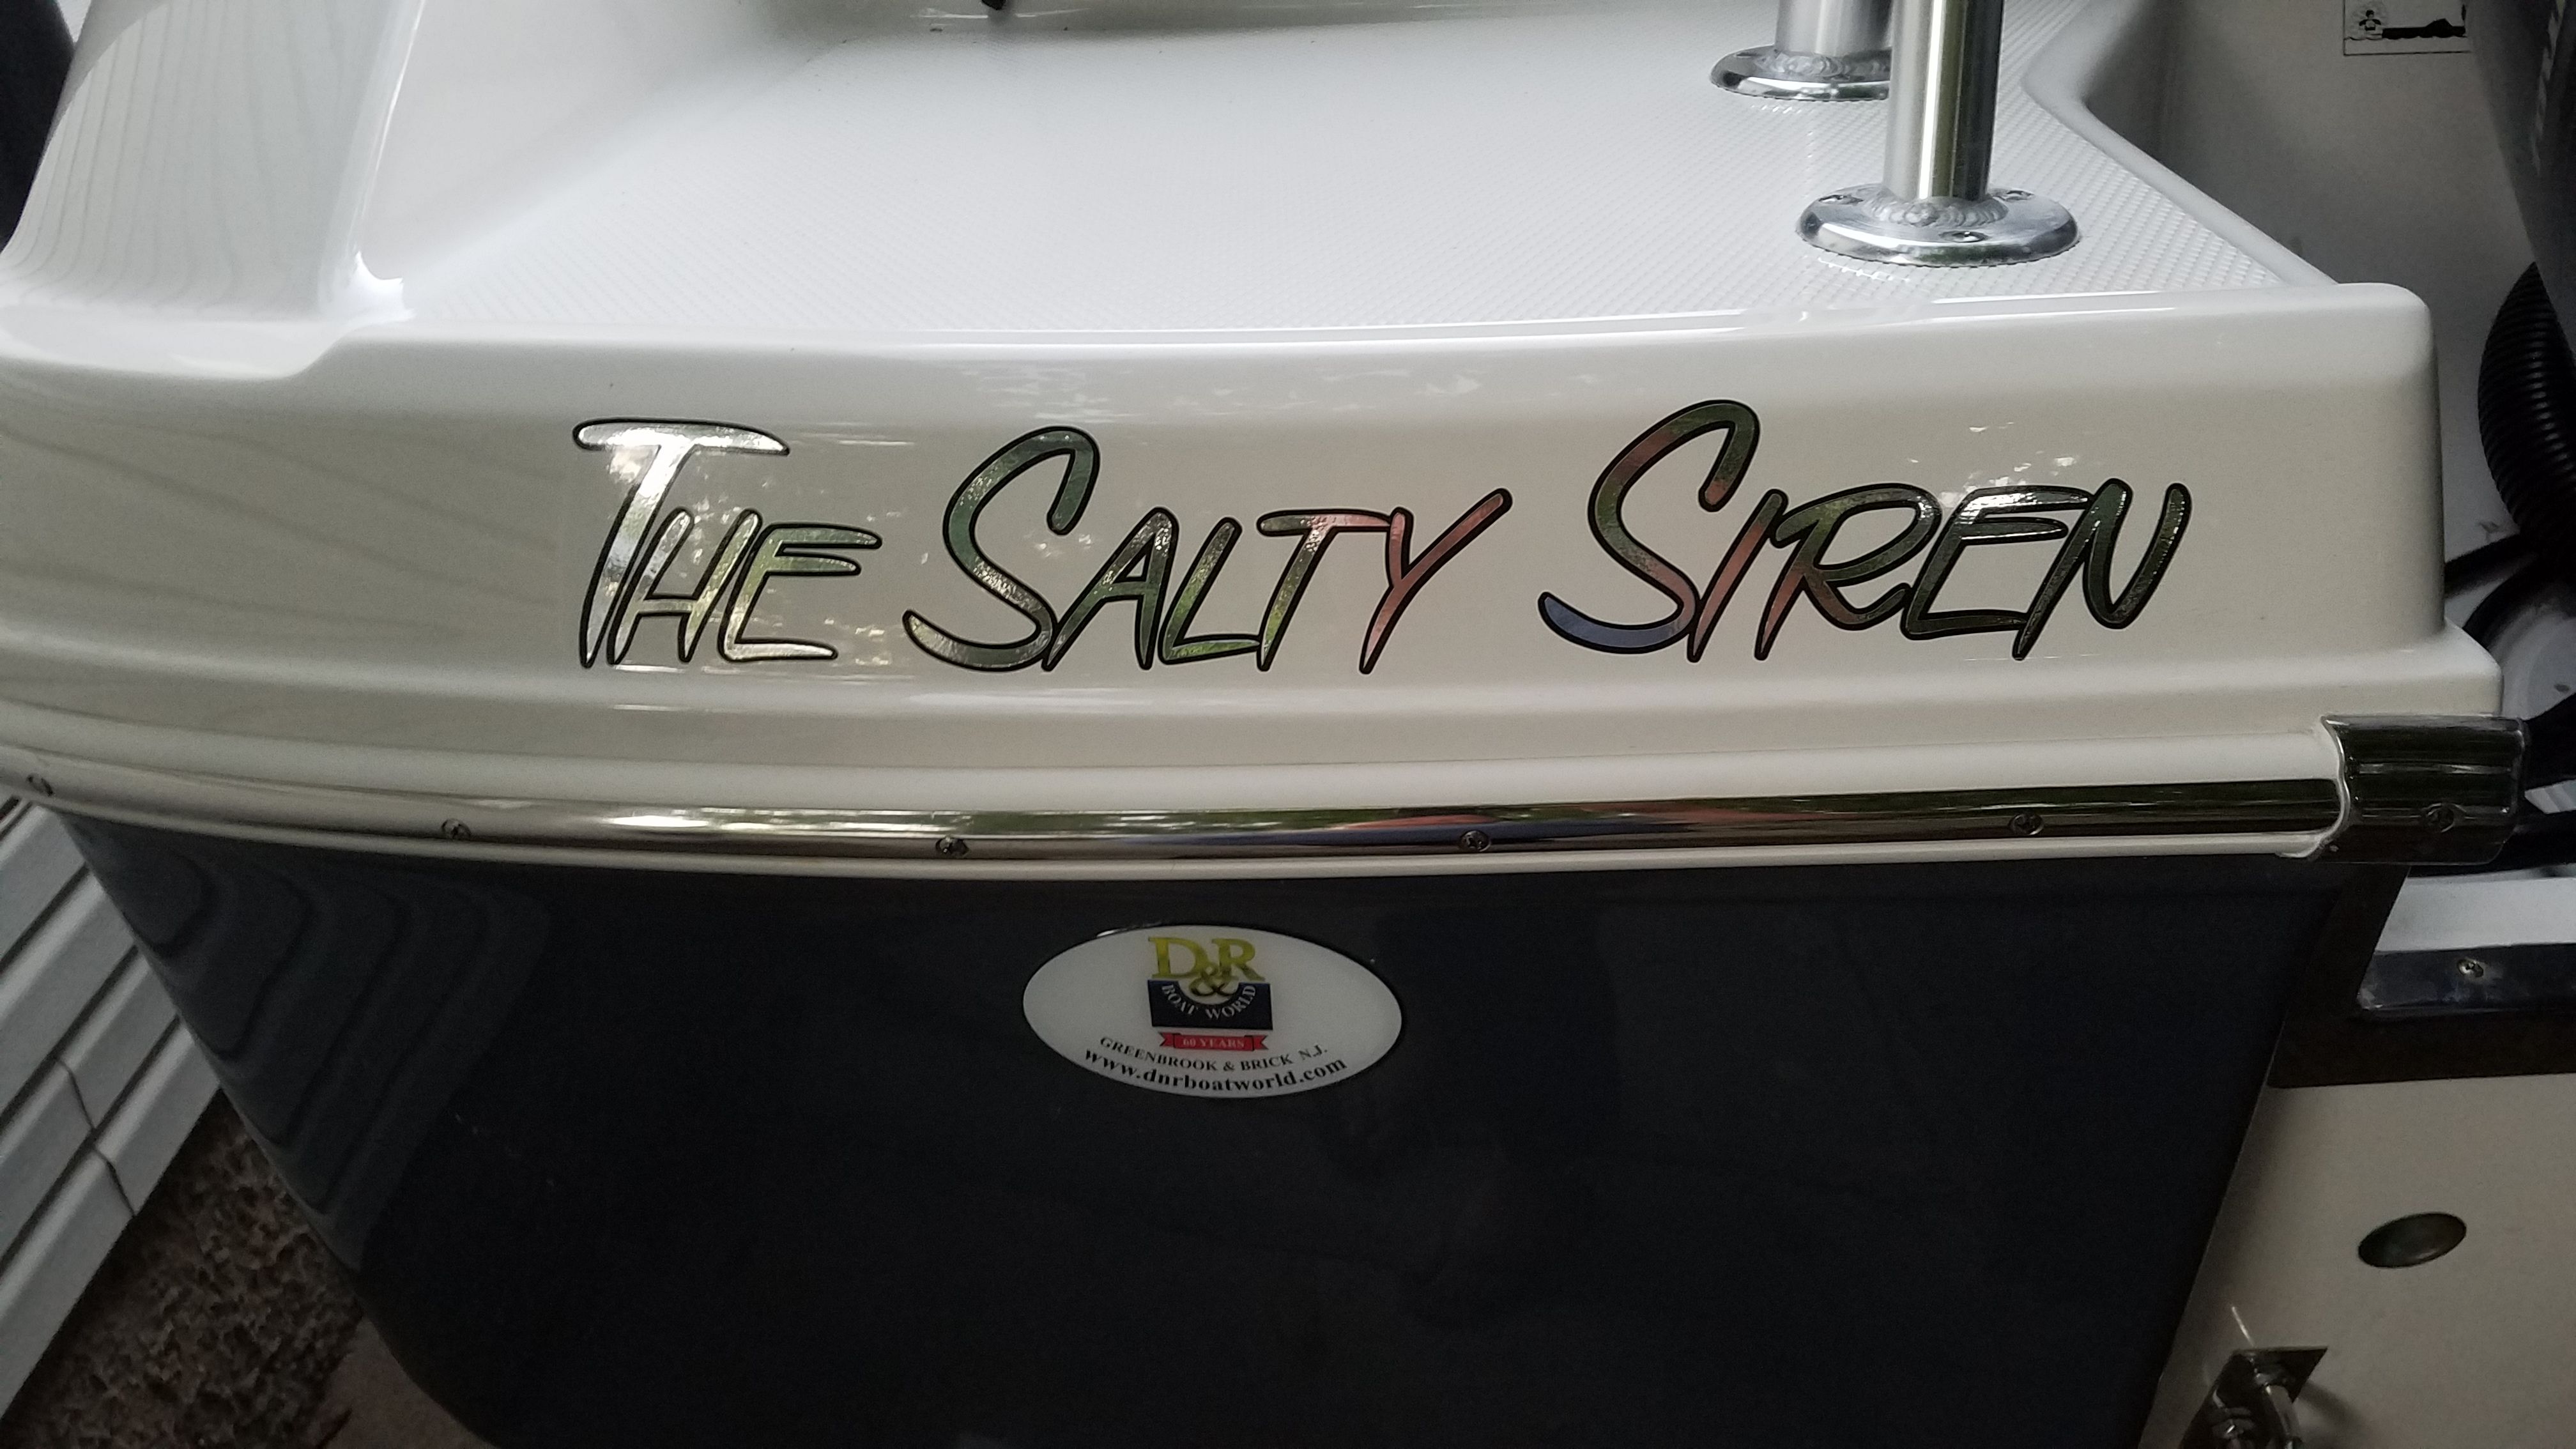 THE SALTY SIREN
D&R
BOAT WORLD
60 YEARS
GREENBROOK & BRICK N.J.
www.dnrboatworld.com